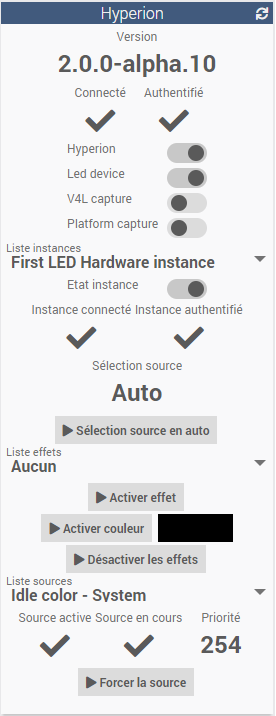 Hyperion
Version
2.0.0-alpha.10
Connecté Authentifié
Hyperion
Led device
V4L capture
Platform capture
Liste instances
First LED Hardware instance
Etat instance
Instance connecté Instance authentifié
Sélection source
Auto
Sélection source en auto
Liste effets
Aucun
Activer effet
Activer couleur
Désactiver les effets
Liste sources
Idle color - System
Source active Source en cours Priorité
254
Forcer la source